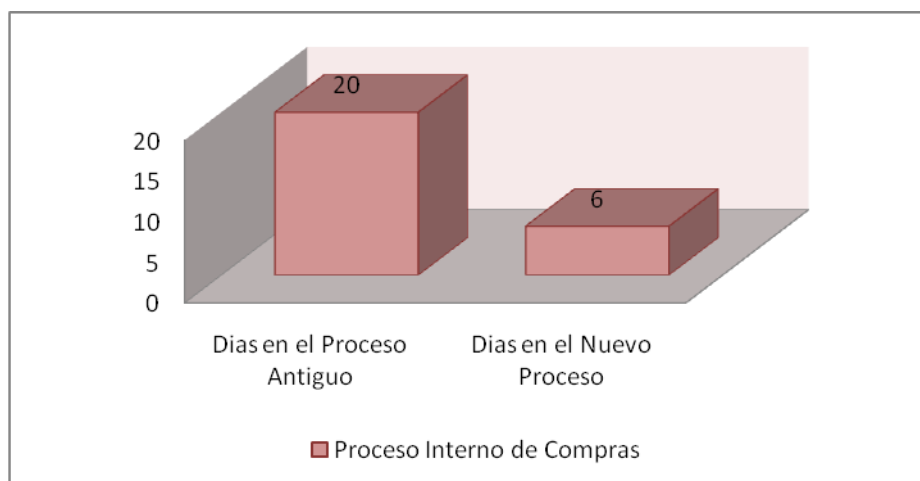 20
6
20
15
10
5
0
Dias en el Proceso
Antiguo
Dias en el Nuevo
Proceso
Proceso Interno de Compras